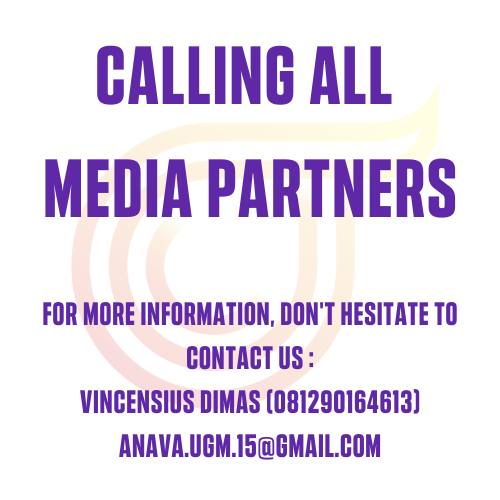 CALLING ALL
MEDIA PARTNERS
FOR MORE INFORMATION, DON'T HESITATE TO
CONTACT US :
VINCENSIUS DIMAS (081290164613)
ANAVA.UGM.15@GMAIL.COM